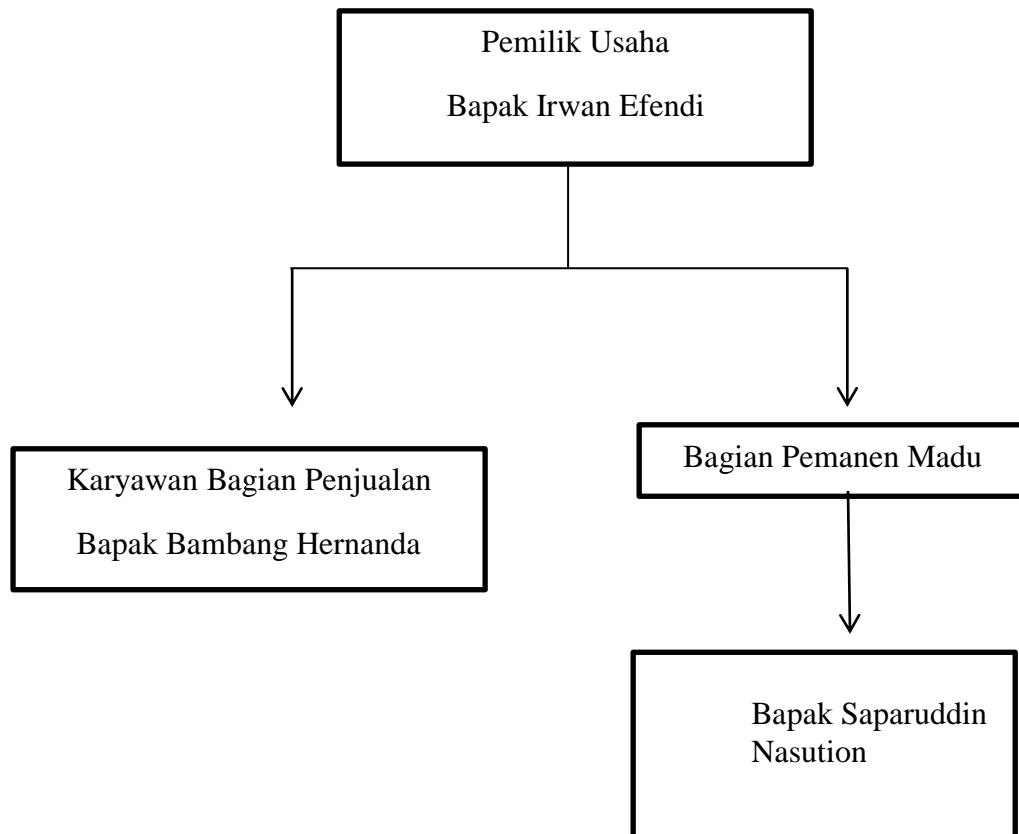 Pemilik Usaha
Bapak Irwan Efendi
Karyawan Bagian Penjualan
Bapak Bambang Hernanda
Bagian Pemanen Madu
Bapak Saparuddin
Nasution